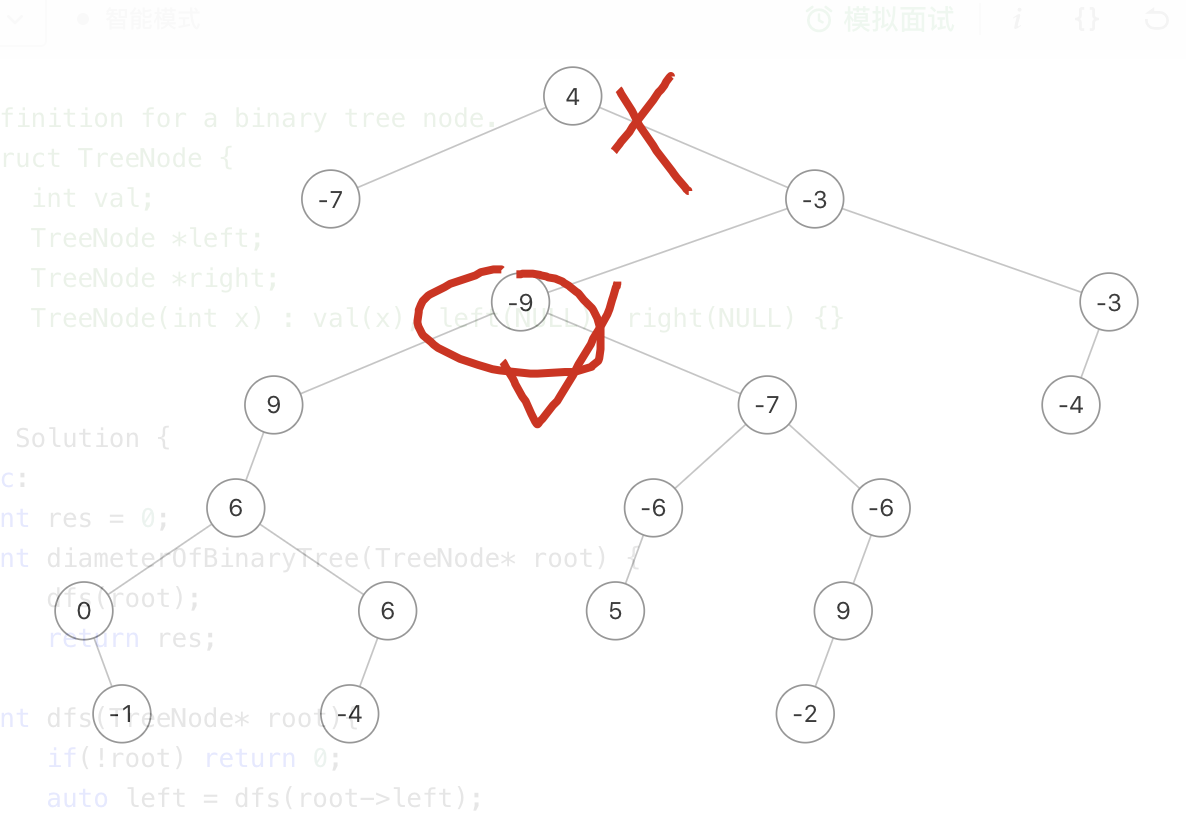 智能模式 模拟面试 i {}
4
finition for a binary tree node.
ruct TreeNode {
-7 -3
int val;
TreeNode *left;
TreeNode *right;
-9 -3
TreeNode(int x) : val(x), left(NULL), right(NULL) {}
9 -7 -4
Solution {
c:
6 -6 -6
nt res = 0;
nt diameterOfBinaryTree(TreeNode* root) {
dfs(root);
0 6 5 9
return res;
-1 -4 -2
nt dfs(TreeNode* root){
if(!root) return 0;
auto left = dfs(root->left);